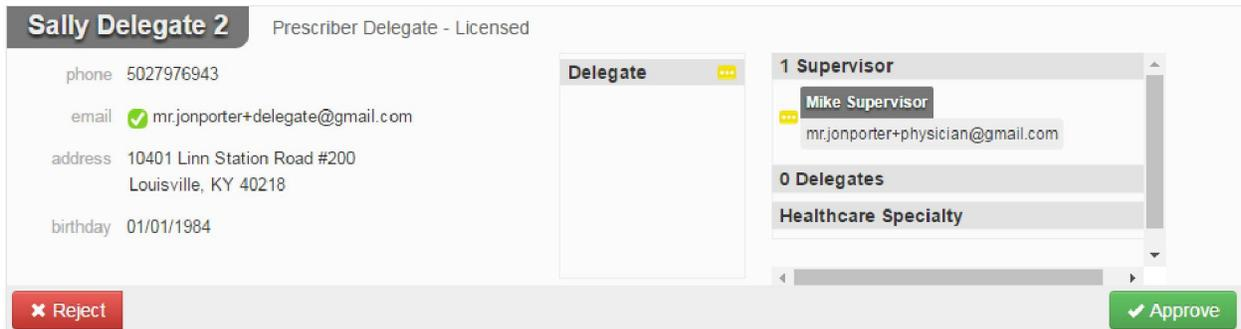 Sally Delegate 2 Prescriber Delegate - Licensed
phone 5027976943
email mr.jonporter+delegate@gmail.com
address 10401 Linn Station Road #200
Louisville, KY 40218
birthday 01/01/1984
Delegate
1 Supervisor
Mike Supervisor
mr.jonporter+physician@gmail.com
0 Delegates
Healthcare Specialty
Reject
Approve